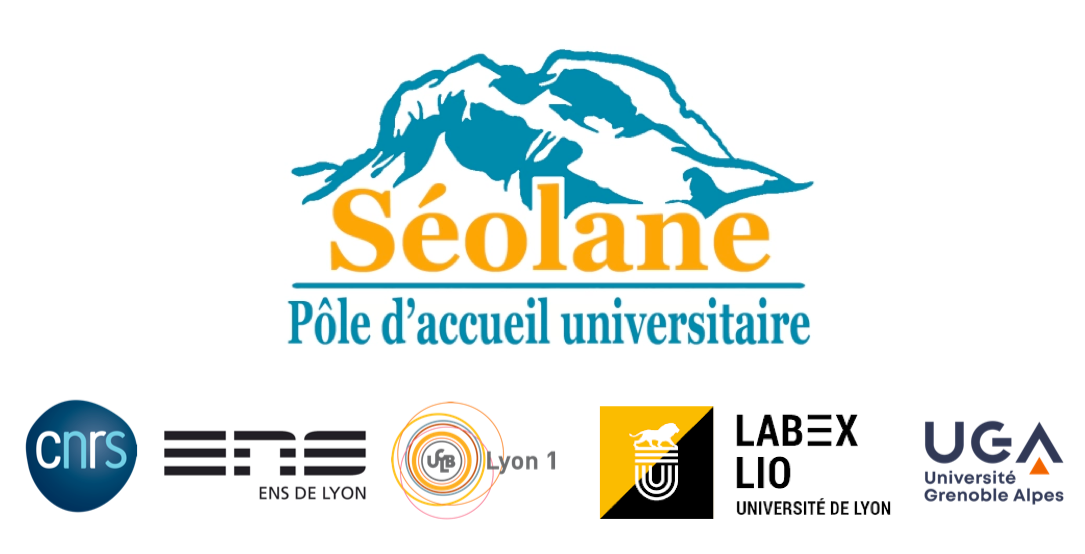 Séolane
Pôle d'accueil universitaire
cnrs
ENS
ENS DE LYON
UCLB
Lyon 1
LABEX
LIO
UNIVERSITÉ DE LYON
UGA
Université
Grenoble Alpes